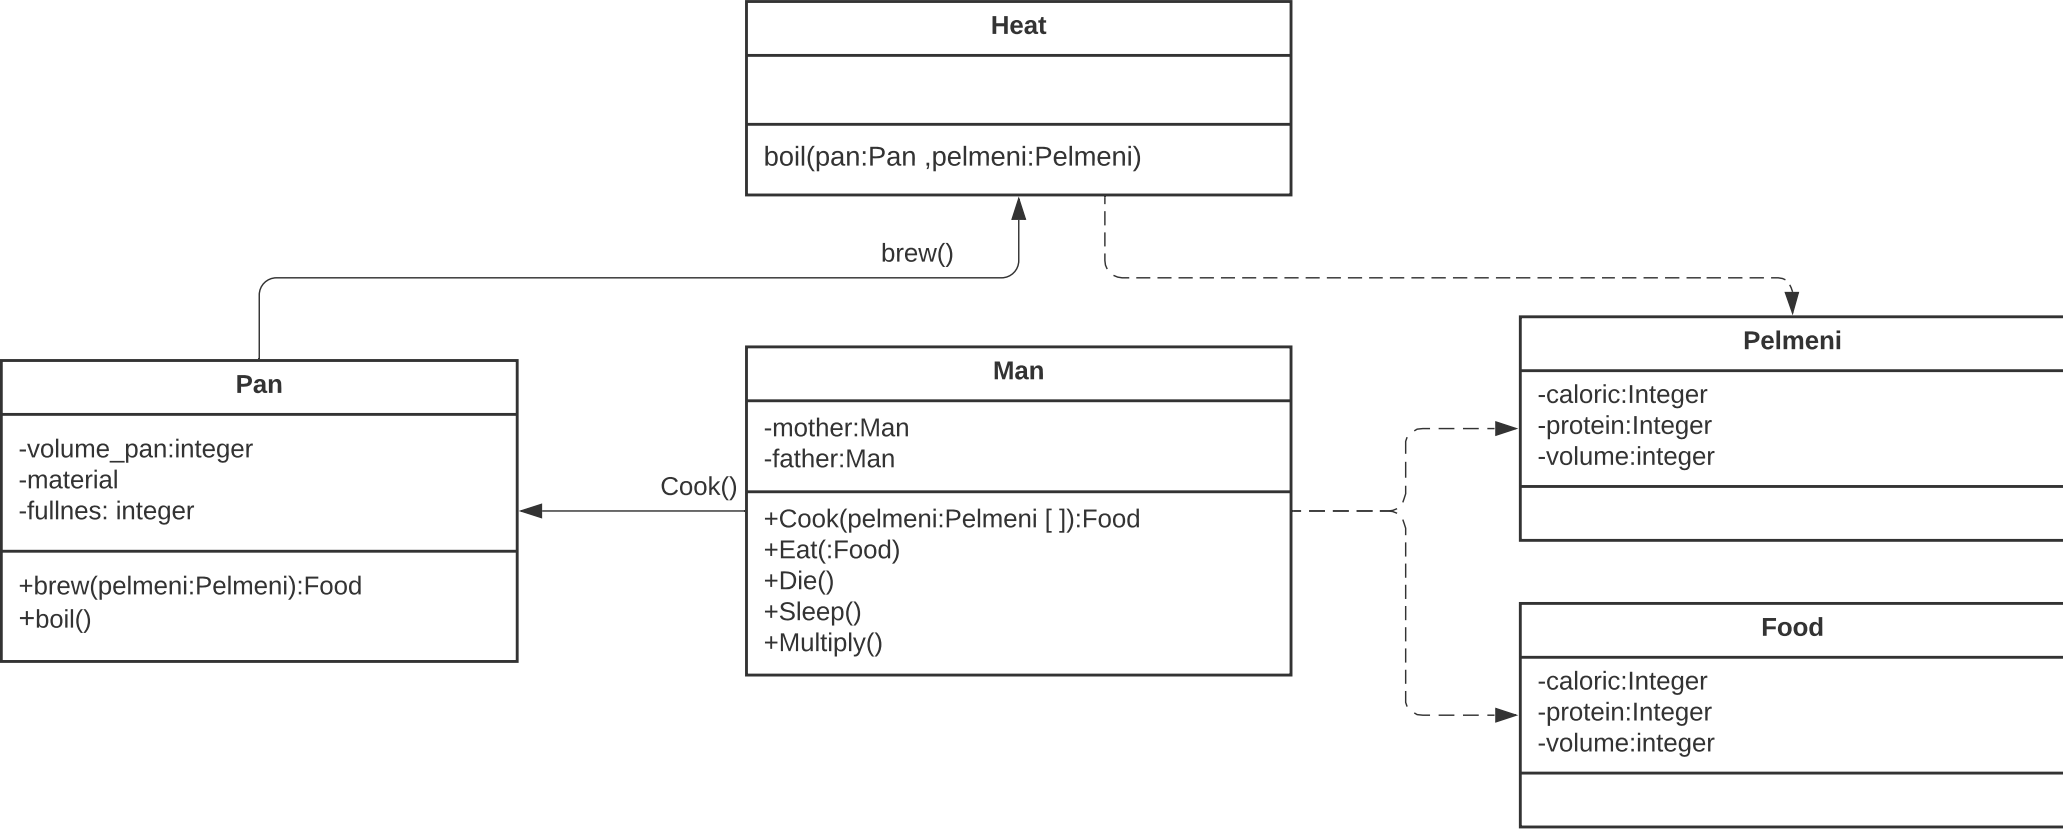 Heat
boil(pan:Pan ,pelmeni:Pelmeni)
brew()
Pan
-volume_pan:integer
-material
-fullnes: integer
+brew(pelmeni:Pelmeni):Food
+boil()
Cook()
Man
-mother:Man
-father:Man
+Cook(pelmeni:Pelmeni [ ]):Food
+Eat(:Food)
+Die()
+Sleep()
+Multiply()
Pelmeni
-caloric:Integer
-protein:Integer
-volume:integer
Food
-caloric:Integer
-protein:Integer
-volume:integer